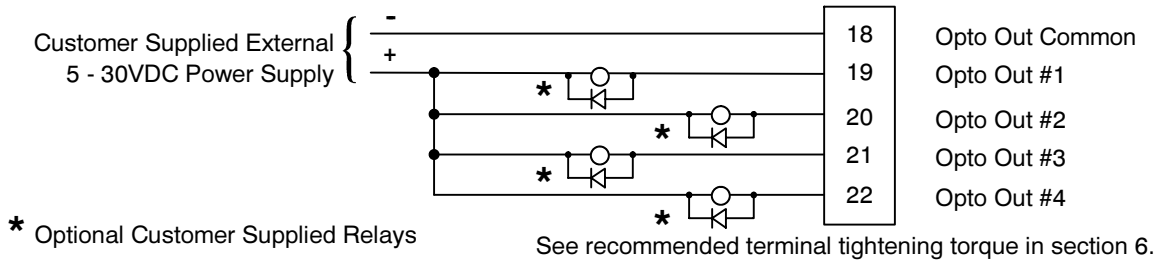 -
Customer Supplied External
+
5 - 30VDC Power Supply
18 Opto Out Common
19 Opto Out #1
*
20 Opto Out #2
*
21 Opto Out #3
*
22 Opto Out #4
*
* Optional Customer Supplied Relays
See recommended terminal tightening torque in section 6.